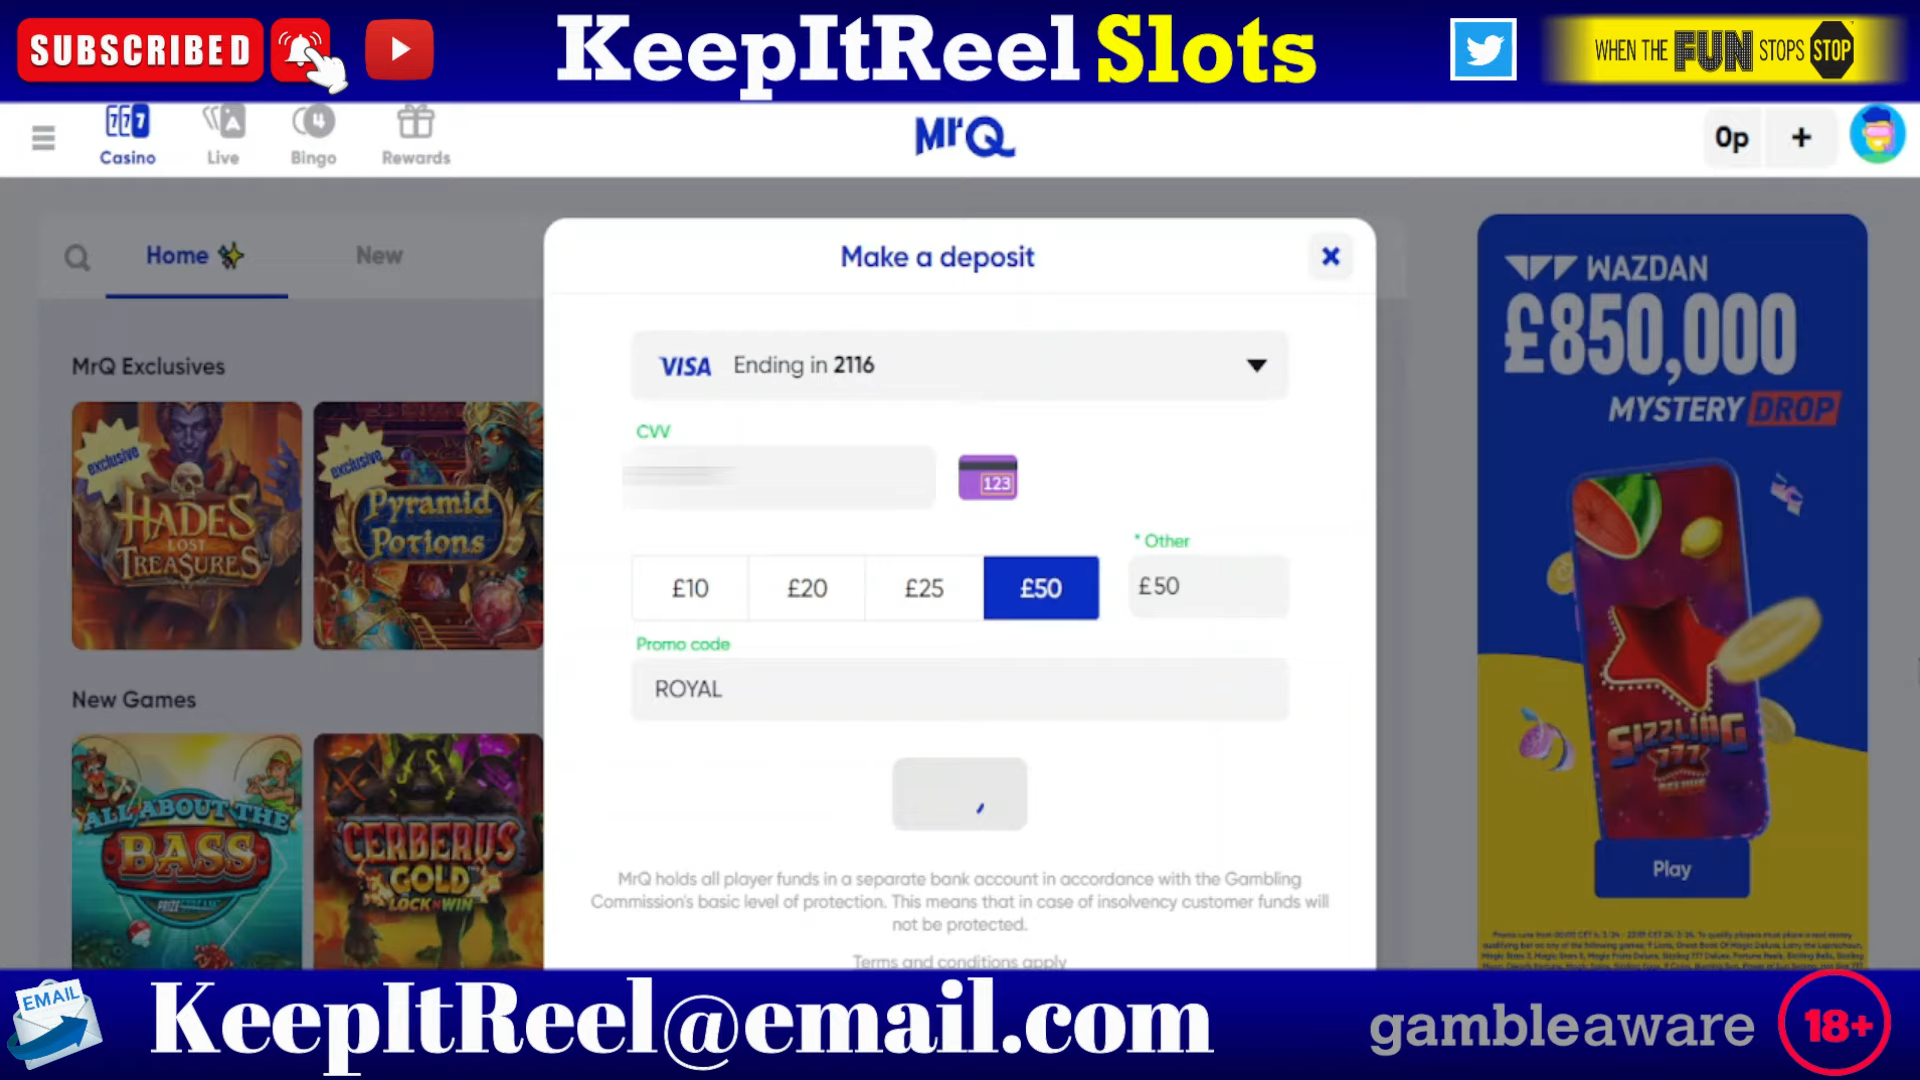 SUBSCRIBED
KeepItReel Slots
WHEN THE FUN STOPS STOP
777
A
4
Casino
Live
Bingo
Rewards
MrQ
0p
+
Home
New
Make a deposit
MrQ Exclusives
VISA Ending in 2116
CVV
123
* Other
£10
£20
£25
£50
£50
Promo code
ROYAL
exclusive
HADES
LOST
TREASURES
exclusive
Pyramid
Potions
New Games
ALL ABOUT THE
BASS
PRIZE
CERBERUS
GOLD
LOCK N WIN
MrQ holds all player funds in a separate bank account in accordance with the Gambling
Commission's basic level of protection. This means that in case of insolvency customer funds will
not be protected.
Terms and conditions apply
WAZDAN
£850,000
MYSTERY DROP
SIZZLING
777
DELUXE
Play
EMAIL
KeepItReel@email.com
gambleaware
18+